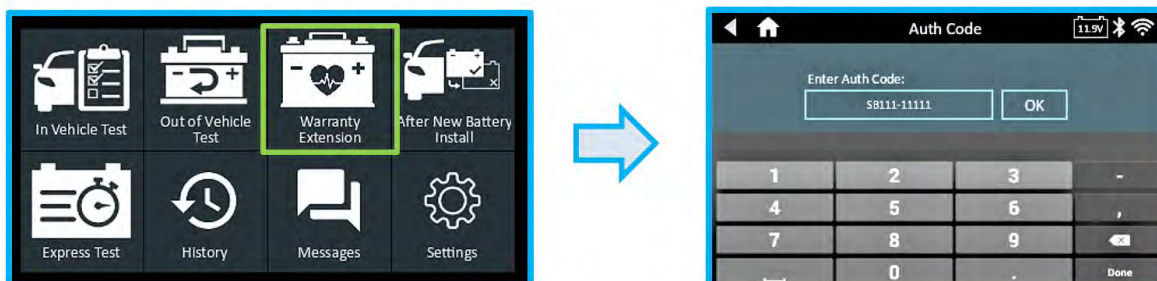 In Vehicle Test
Out of Vehicle
Test
Warranty
Extension
After New Battery
Install
Express Test
History
Messages
Settings
Auth Code
11.9V
Enter Auth Code:
SB111-11111
OK
1 2 3 -
4 5 6 ,
7 8 9
0 . Done